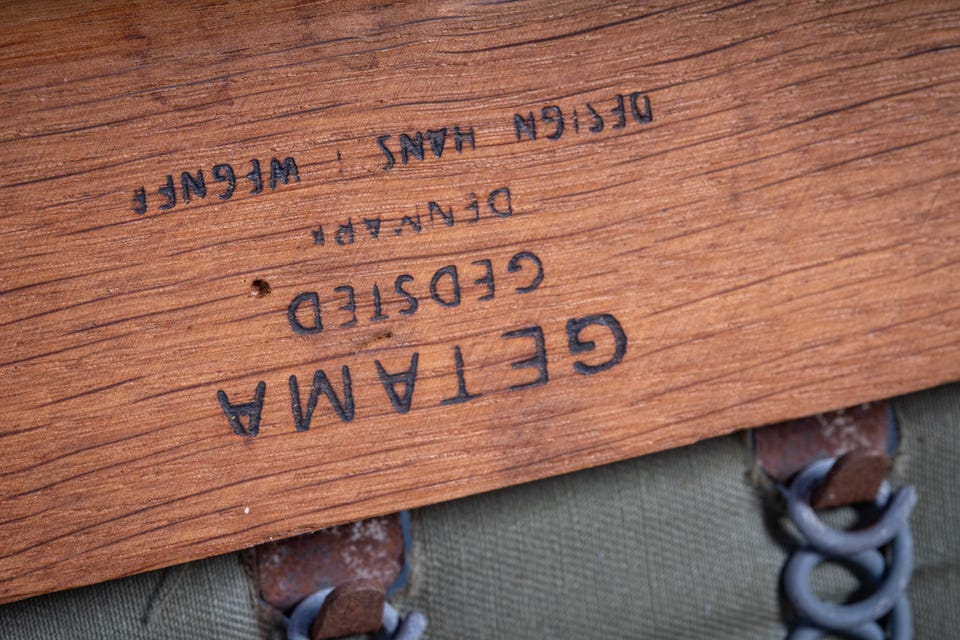 GETAMA
GEDSTED
DENMARK
DESIGN HANS WEGNER